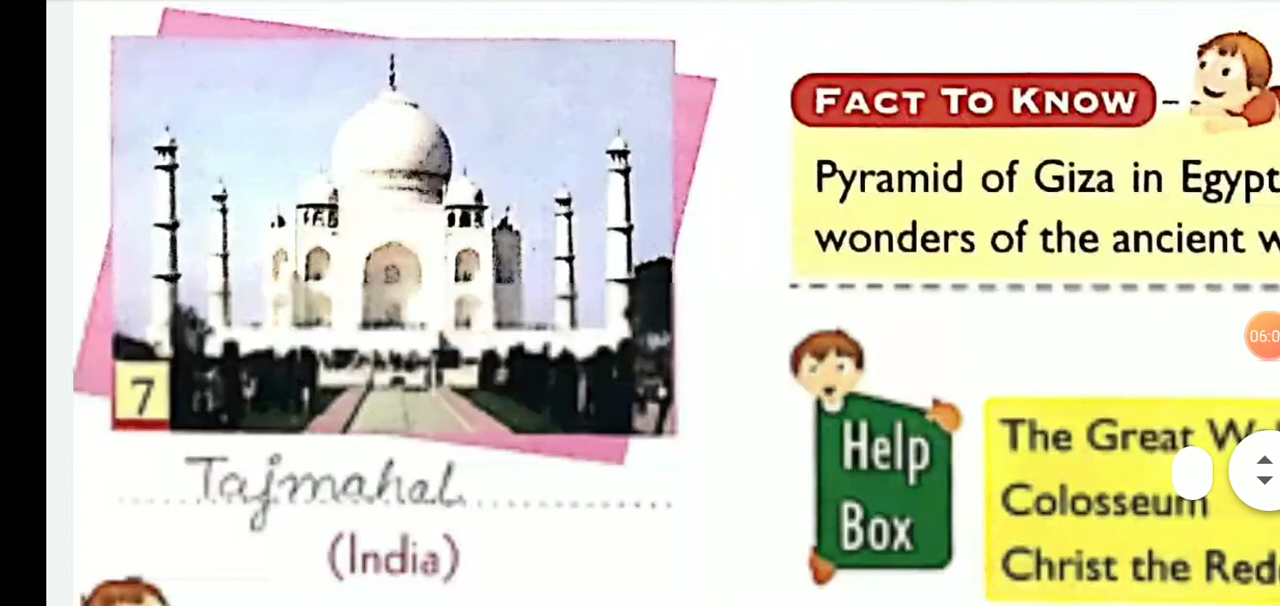 7
Tajmahal
(India)
FACT TO KNOW
Pyramid of Giza in Egypt
wonders of the ancient
Help
Box
The Great
Colosseum
Christ the
06:0